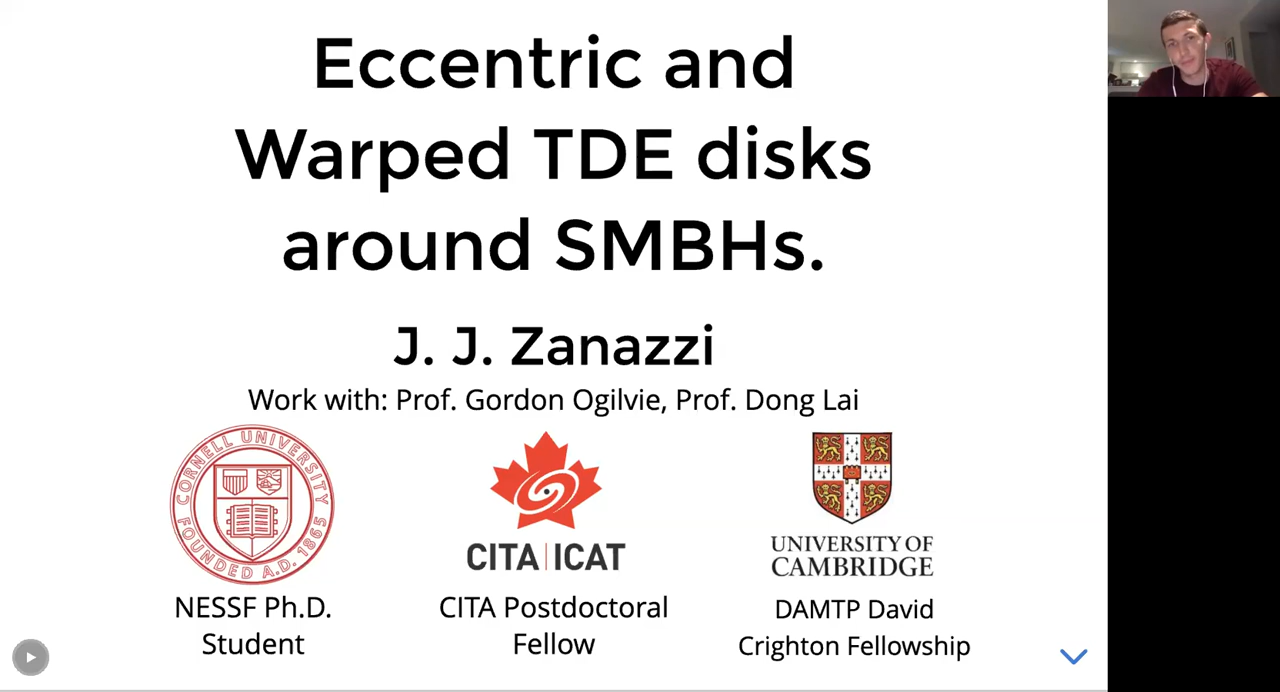 Eccentric and
Warped TDE disks
around SMBHs.
J. J. Zanazzi
Work with: Prof. Gordon Ogilvie, Prof. Dong Lai
CORNELL UNIVERSITY
FOUNDED A.D. 1865
CITA | ICAT
UNIVERSITY OF
CAMBRIDGE
NESSF Ph.D.
Student
CITA Postdoctoral
Fellow
DAMTP David
Crighton Fellowship